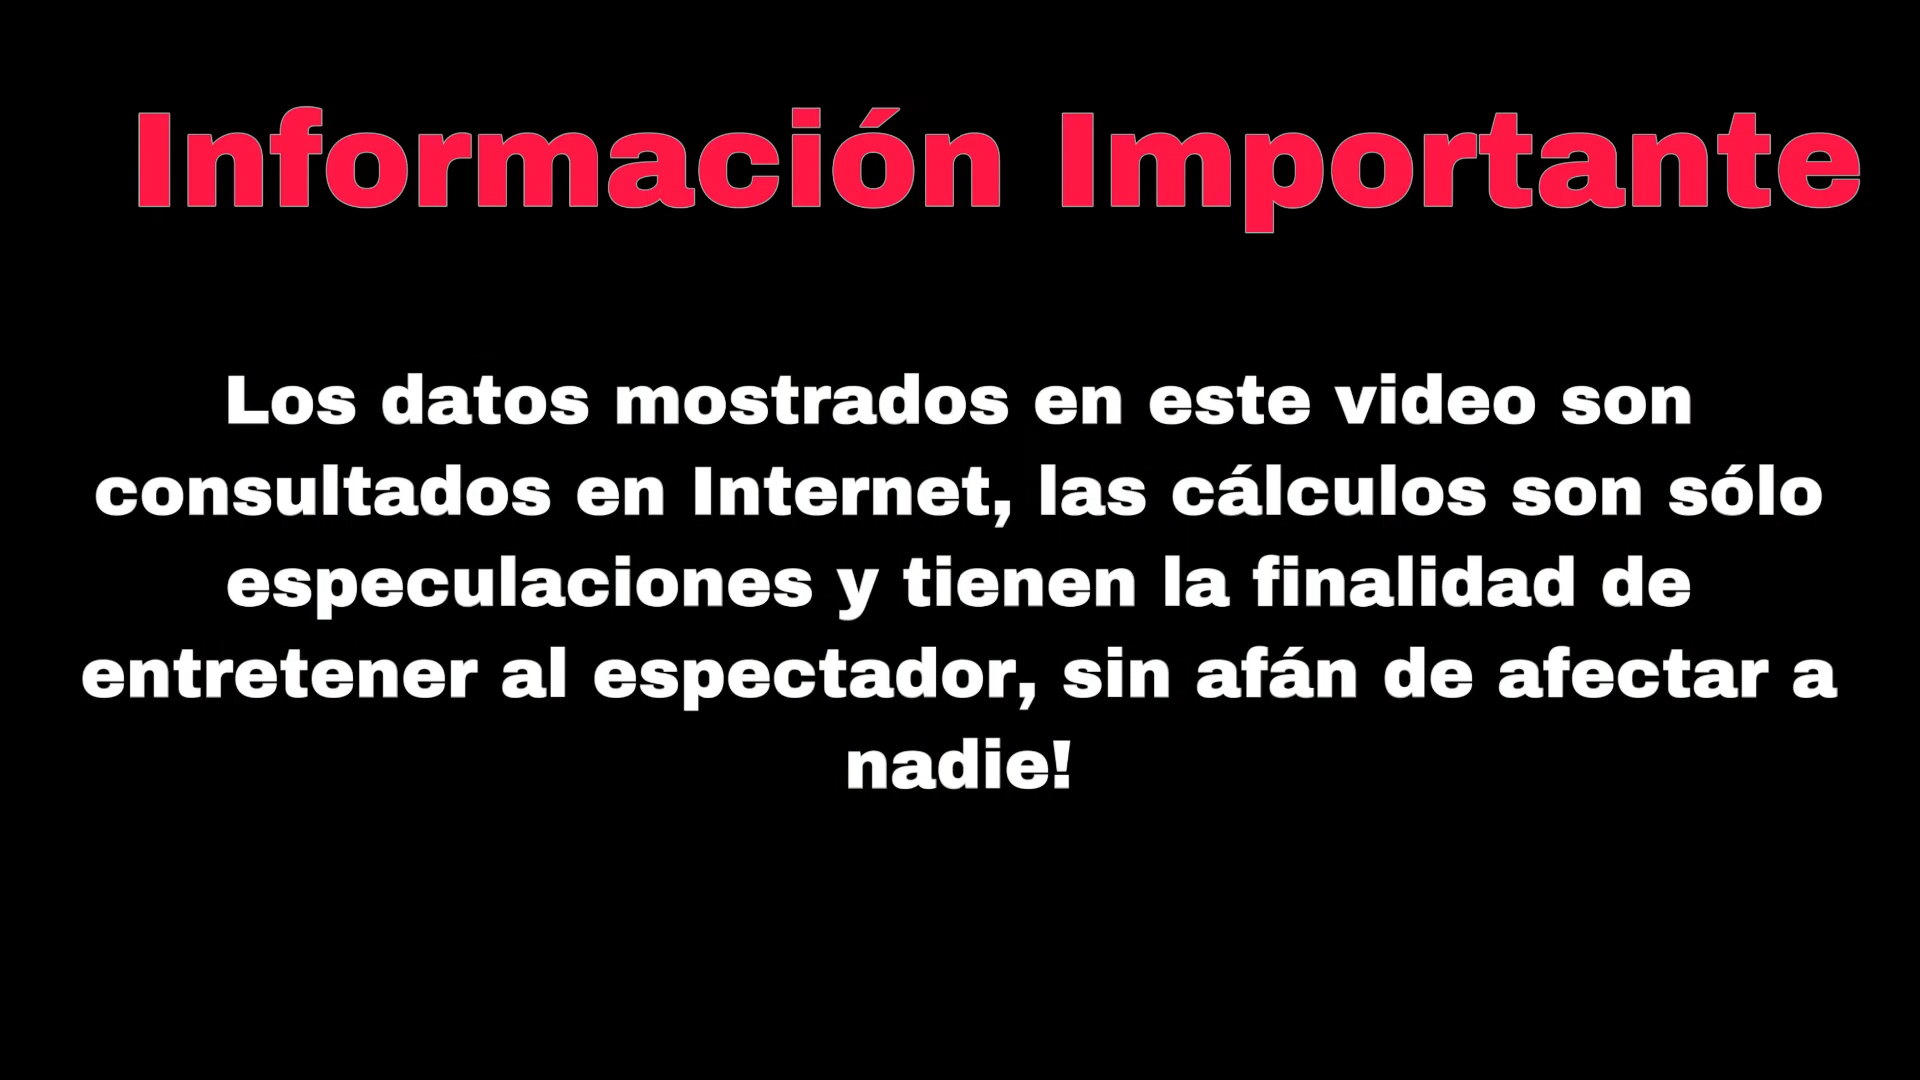 Información Importante
Los datos mostrados en este video son
consultados en Internet, las cálculos son sólo
especulaciones y tienen la finalidad de
entretener al espectador, sin afán de afectar a
nadie!